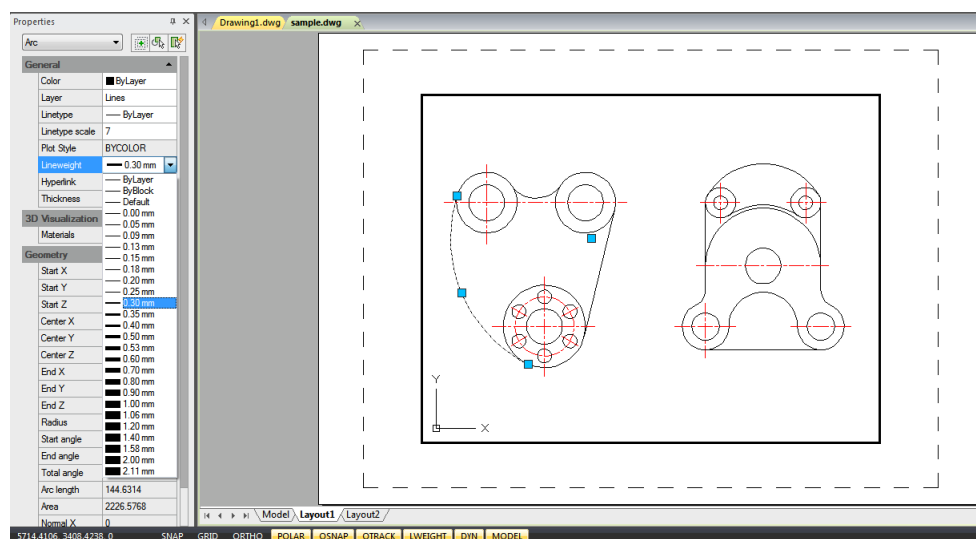 Properties
Drawing1.dwg sample.dwg
Arc
General
Color ByLayer
Layer Lines
Linetype ByLayer
Linetype scale 7
Plot Style BYCOLOR
Lineweight 0.30 mm
Hyperlink ByLayer
ByBlock
Thickness Default
0.00 mm
3D Visualization 0.05 mm
0.09 mm
Materials 0.13 mm
0.15 mm
Geometry
0.18 mm
Start X
0.20 mm
Start Y 0.25 mm
0.30 mm
Start Z
0.35 mm
Center X 0.40 mm
0.50 mm
Center Y
0.53 mm
Center Z 0.60 mm
End X 0.70 mm
0.80 mm
End Y 0.90 mm
End Z 1.00 mm
1.06 mm
Radius 1.20 mm
Start angle 1.40 mm
1.58 mm
End angle 2.00 mm
Total angle 2.11 mm
Arc length 144.6314
Area 2226.5768
Normal X 0
Y
X
Model Layout1 Layout2
5714.4106, 3408.4238, 0 SNAP GRID ORTHO POLAR OSNAP OTRACK LWEIGHT DYN MODEL